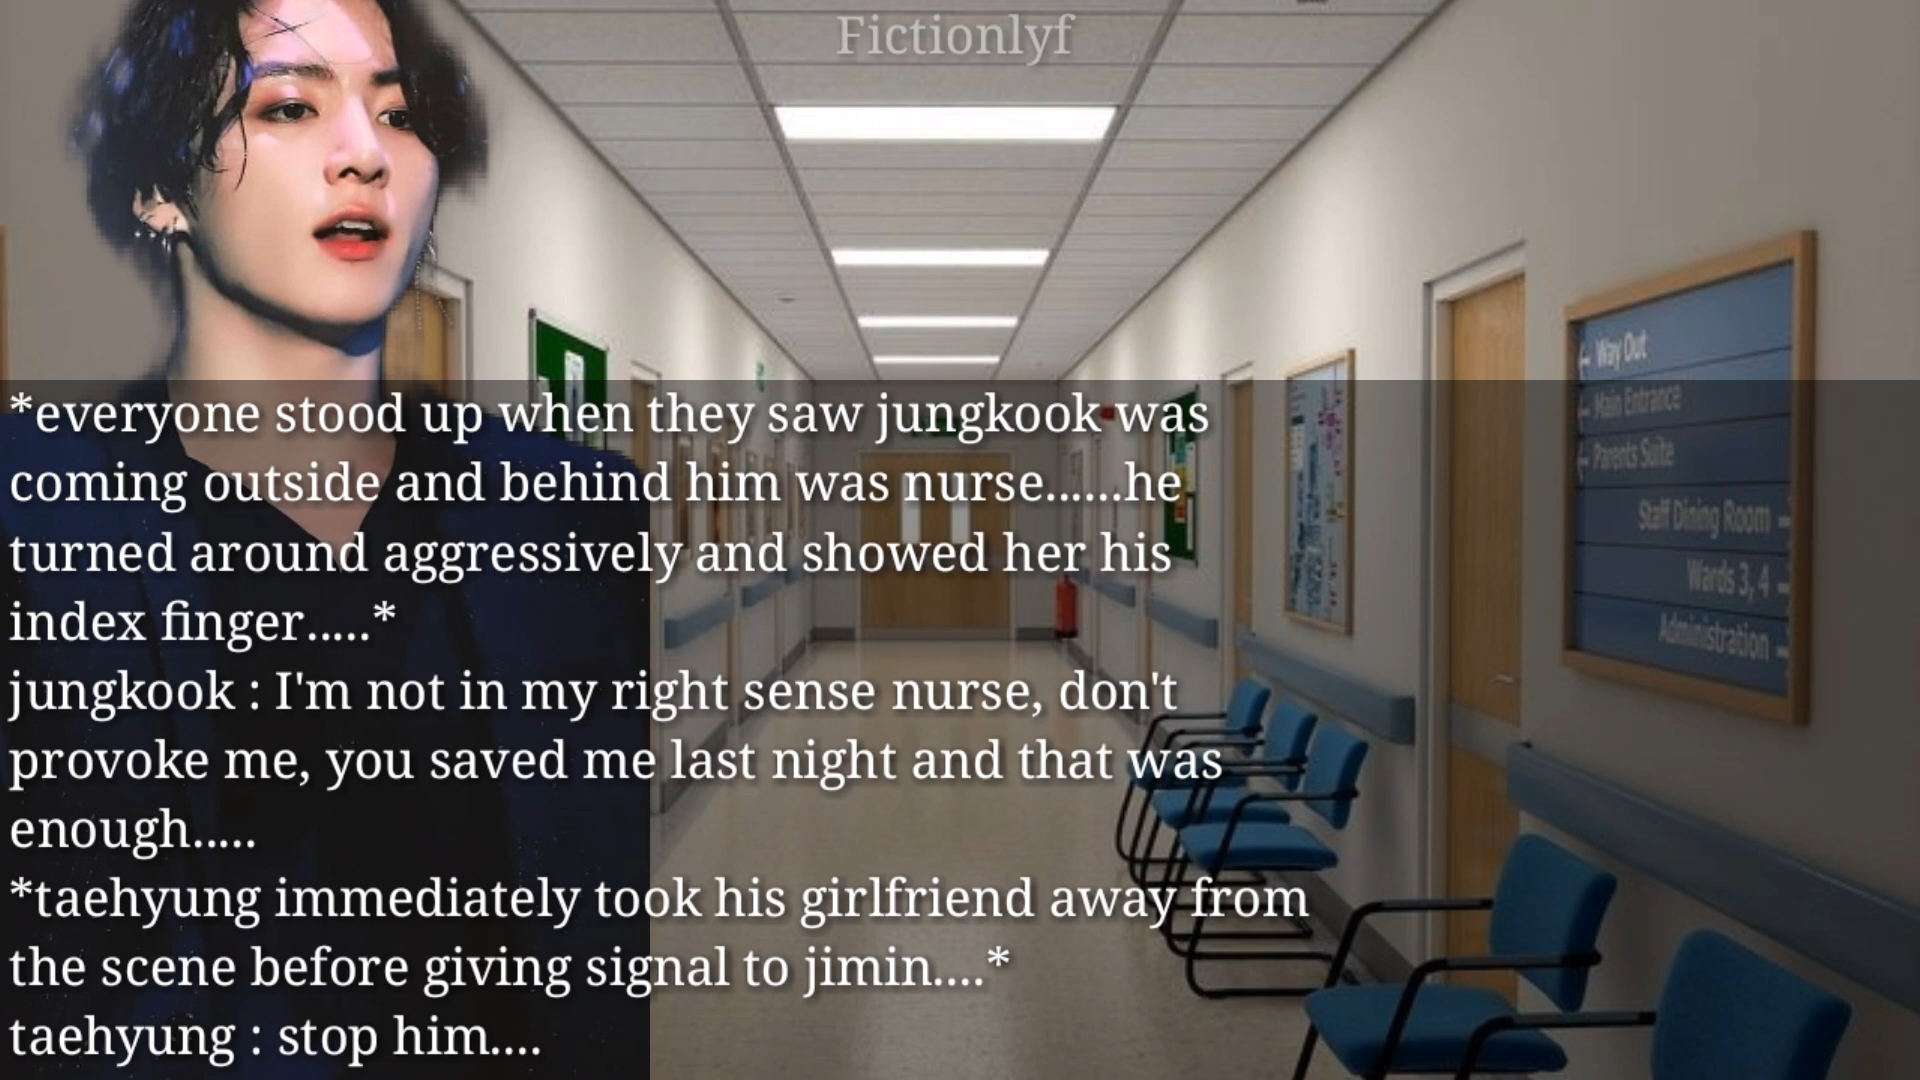 Fictionlyf
*everyone stood up when they saw jungkook was
coming outside and behind him was nurse......he
turned around aggressively and showed her his
index finger.....*
jungkook : I'm not in my right sense nurse, don't
provoke me, you saved me last night and that was
enough.....
*taehyung immediately took his girlfriend away from
the scene before giving signal to jimin....*
taehyung : stop him....
Way Out
Main Entrance
Parents Suite
Staff Dining Room
Wards 3, 4
Administration